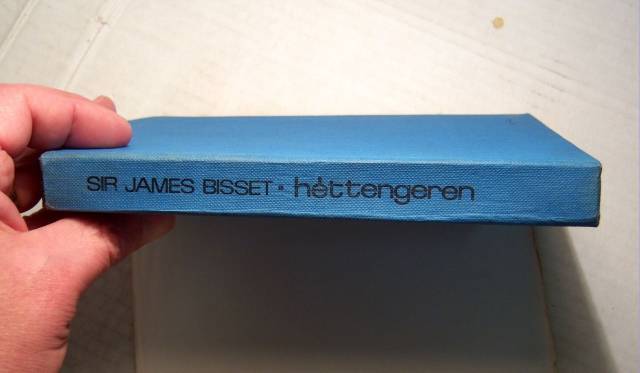 SIR JAMES BISSET • héttengeren